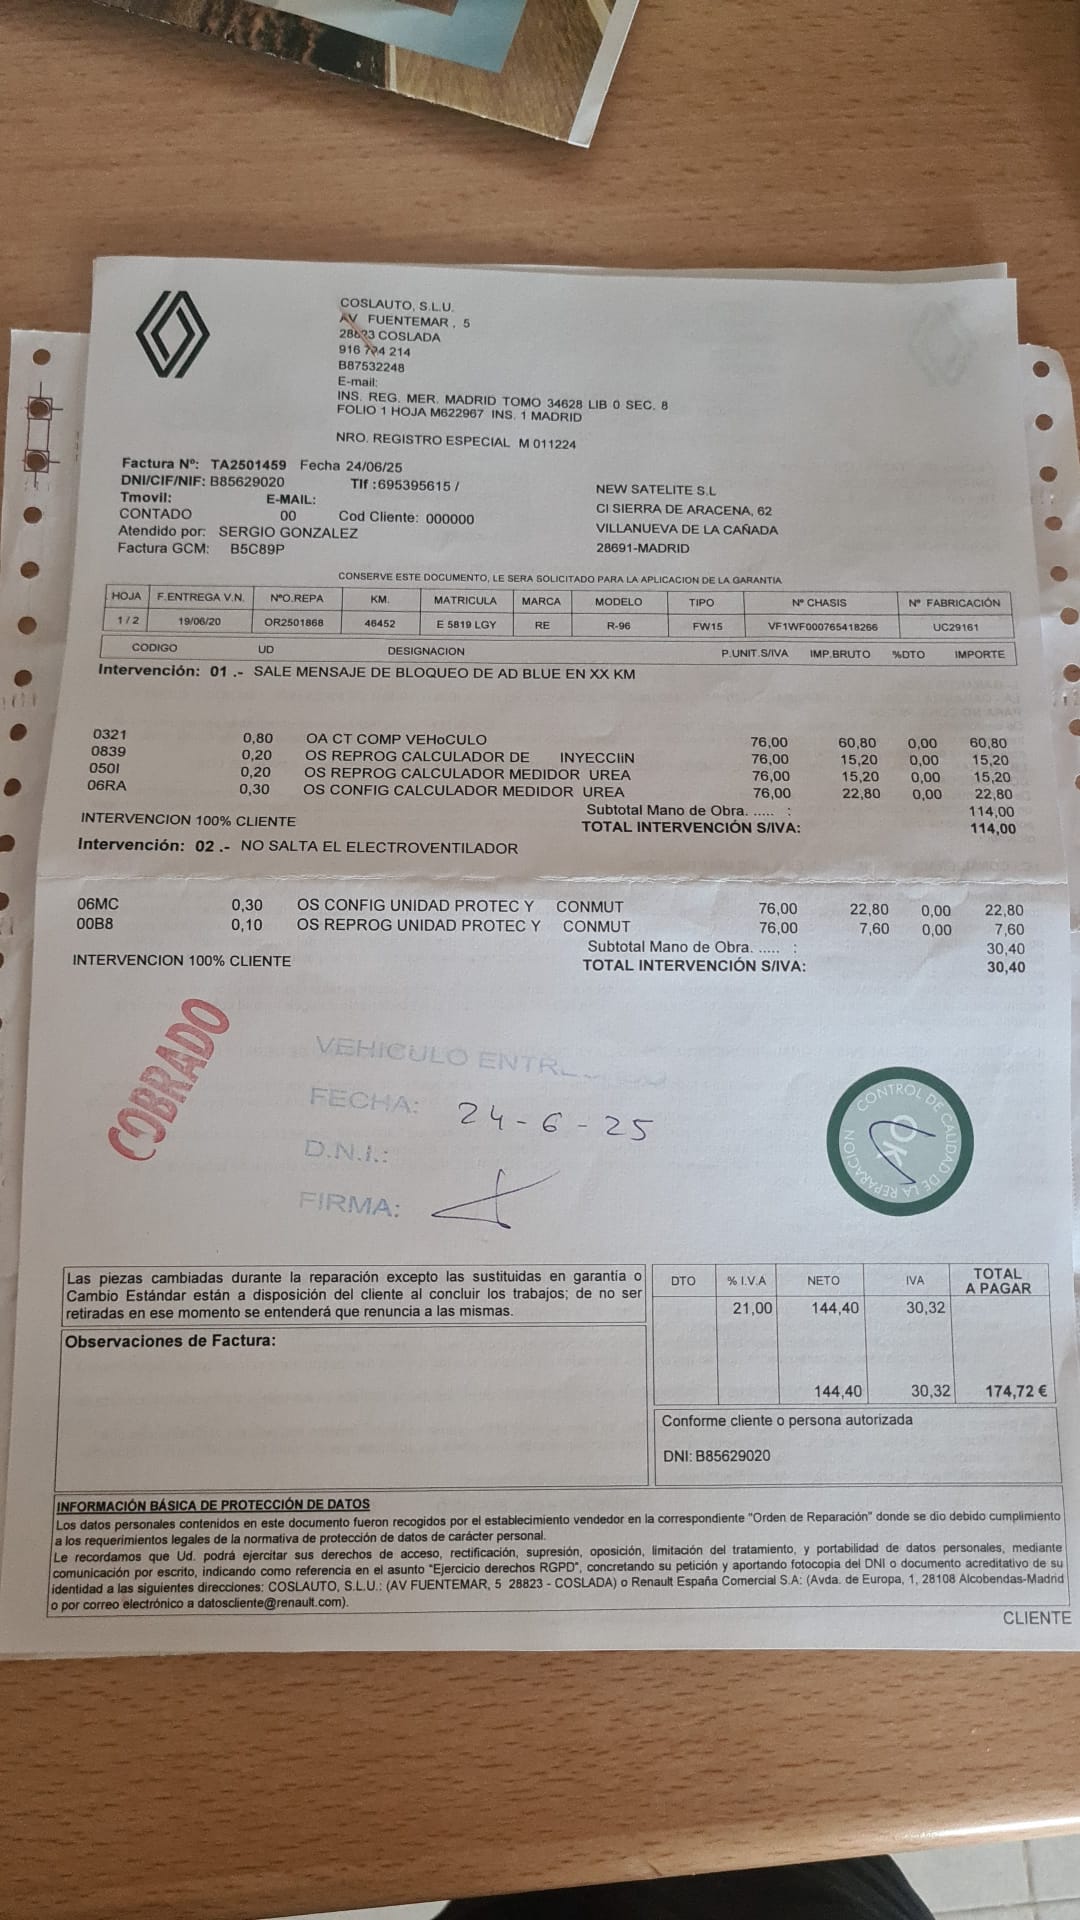 COSLAUTO, S.L.U.
AV FUENTEMAR , 5
28823 COSLADA
916 724 214
B87532248
E-mail:
INS. REG. MER. MADRID TOMO 34628 LIB 0 SEC. 8
FOLIO 1 HOJA M622967 INS. 1 MADRID
NRO. REGISTRO ESPECIAL M 011224
Factura Nº: TA2501459 Fecha 24/06/25
DNI/CIF/NIF: B85629020 Tlf :695395615 /
Tmovil: E-MAIL:
CONTADO 00 Cod Cliente: 000000
Atendido por: SERGIO GONZALEZ
Factura GCM: B5C89P
NEW SATELITE S.L
Cl SIERRA DE ARACENA, 62
VILLANUEVA DE LA CAÑADA
28691-MADRID
CONSERVE ESTE DOCUMENTO, LE SERA SOLICITADO PARA LA APLICACION DE LA GARANTIA
HOJA F.ENTREGA V.N. NºO.REPA KM. MATRICULA MARCA MODELO TIPO Nº CHASIS Nº FABRICACIÓN
1 / 2 19/06/20 OR2501868 46452 E 5819 LGY RE R-96 FW15 VF1WF000765418266 UC29161
CODIGO UD DESIGNACION P.UNIT.S/IVA IMP.BRUTO %DTO IMPORTE
Intervención: 01 .- SALE MENSAJE DE BLOQUEO DE AD BLUE EN XX KM
0321 0,80 OA CT COMP VEHoCULO 76,00 60,80 0,00 60,80
0839 0,20 OS REPROG CALCULADOR DE INYECCIiN 76,00 15,20 0,00 15,20
050I 0,20 OS REPROG CALCULADOR MEDIDOR UREA 76,00 15,20 0,00 15,20
06RA 0,30 OS CONFIG CALCULADOR MEDIDOR UREA 76,00 22,80 0,00 22,80
Subtotal Mano de Obra. ..... : 114,00
INTERVENCION 100% CLIENTE TOTAL INTERVENCIÓN S/IVA: 114,00
Intervención: 02 .- NO SALTA EL ELECTROVENTILADOR
06MC 0,30 OS CONFIG UNIDAD PROTEC Y CONMUT 76,00 22,80 0,00 22,80
00B8 0,10 OS REPROG UNIDAD PROTEC Y CONMUT 76,00 7,60 0,00 7,60
Subtotal Mano de Obra. ..... : 30,40
INTERVENCION 100% CLIENTE TOTAL INTERVENCIÓN S/IVA: 30,40
COBRADO
VEHICULO
FECHA: 24-6-25
D.N.I.:
FIRMA:
CONTROL DE CALIDAD DE LA REPARACION
OK
Las piezas cambiadas durante la reparación excepto las sustituidas en garantía o
Cambio Estándar están a disposición del cliente al concluir los trabajos; de no ser
retiradas en ese momento se entenderá que renuncia a las mismas.
Observaciones de Factura:
DTO % I.V.A NETO IVA TOTAL A PAGAR
21,00 144,40 30,32
144,40 30,32 174,72 €
Conforme cliente o persona autorizada
DNI: B85629020
INFORMACIÓN BÁSICA DE PROTECCIÓN DE DATOS
Los datos personales contenidos en este documento fueron recogidos por el establecimiento vendedor en la correspondiente "Orden de Reparación" donde se dio debido cumplimiento
a los requerimientos legales de la normativa de protección de datos de carácter personal.
Le recordamos que Ud. podrá ejercitar sus derechos de acceso, rectificación, supresión, oposición, limitación del tratamiento, y portabilidad de datos personales, mediante
comunicación por escrito, indicando como referencia en el asunto "Ejercicio derechos RGPD", concretando su petición y aportando fotocopia del DNI o documento acreditativo de su
identidad a las siguientes direcciones: COSLAUTO, S.L.U.: (AV FUENTEMAR, 5 28823 - COSLADA) o Renault España Comercial S.A: (Avda. de Europa, 1, 28108 Alcobendas-Madrid
o por correo electrónico a datoscliente@renault.com).
CLIENTE